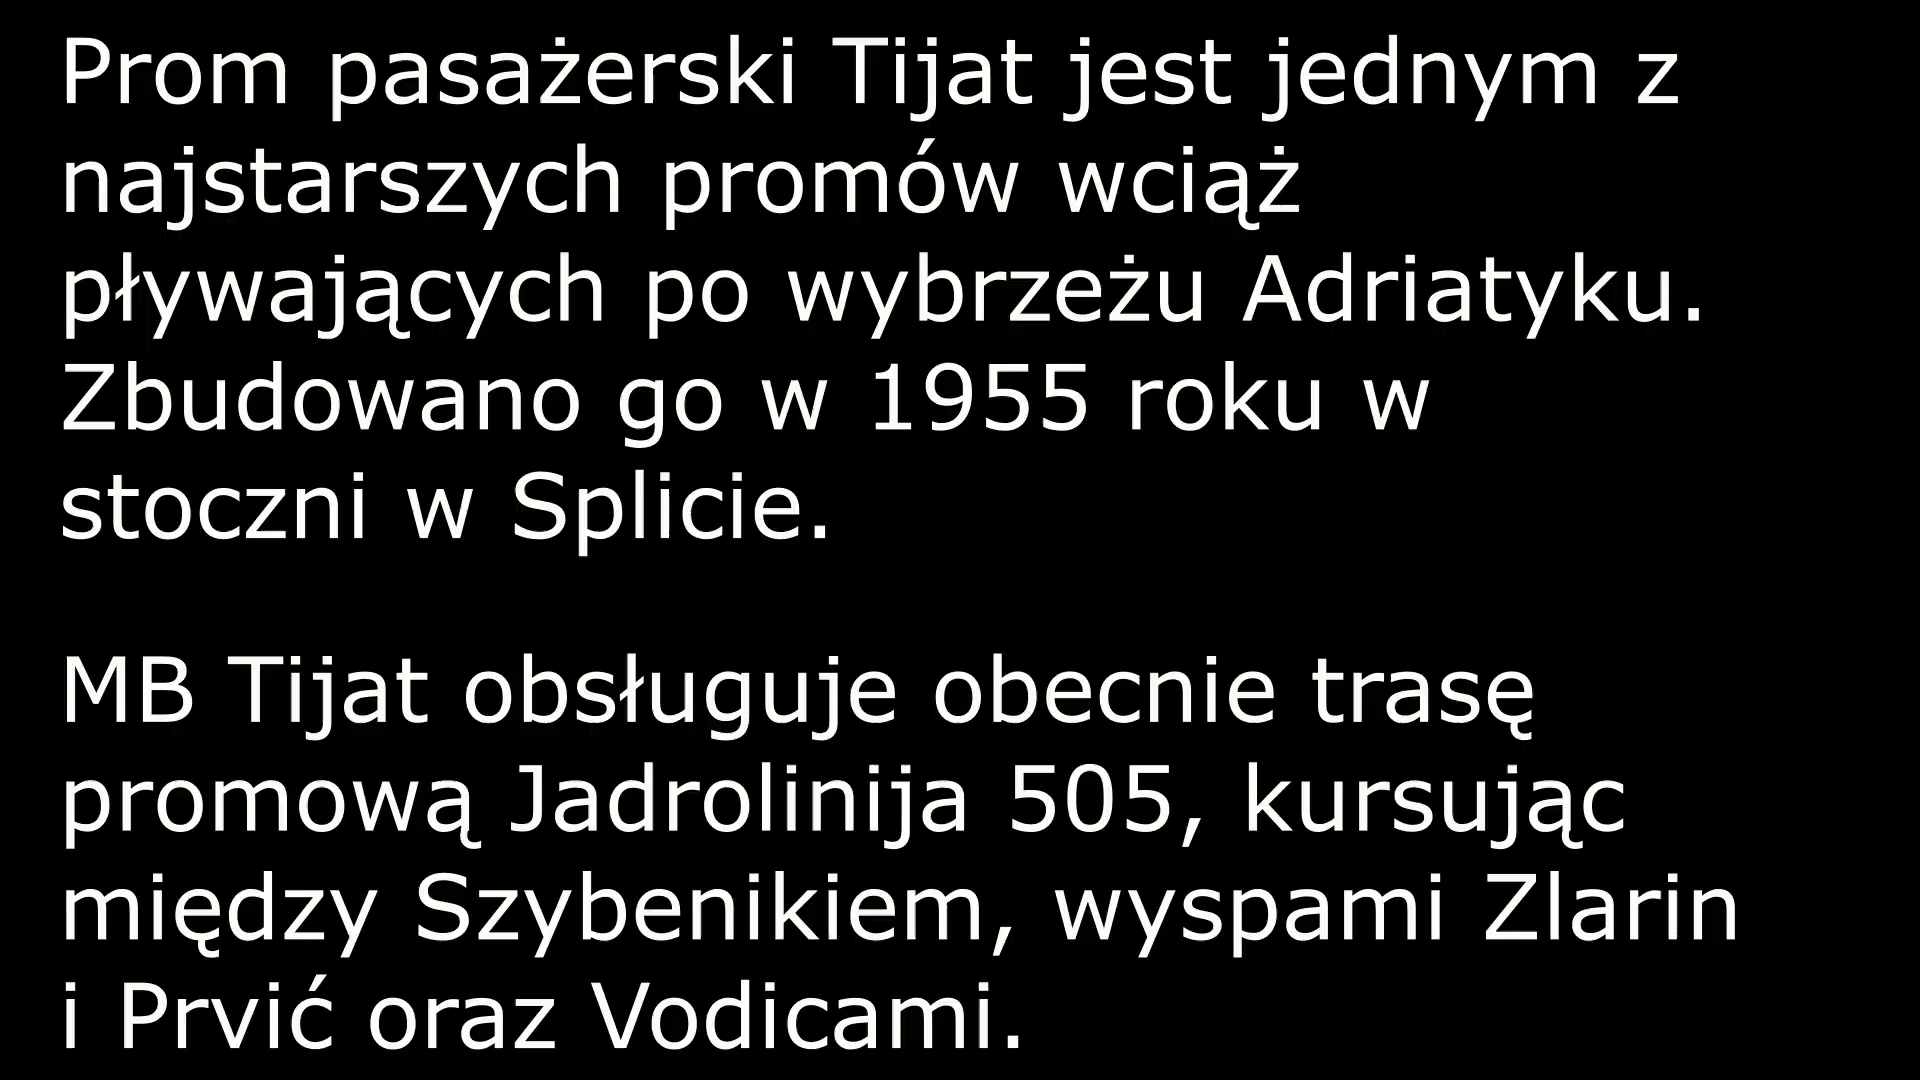 Prom pasażerski Tijat jest jednym z
najstarszych promów wciąż
pływających po wybrzeżu Adriatyku.
Zbudowano go w 1955 roku w
stoczni w Splicie.
MB Tijat obsługuje obecnie trasę
promową Jadrolinija 505, kursując
między Szybenikiem, wyspami Zlarin
i Prvić oraz Vodicami.